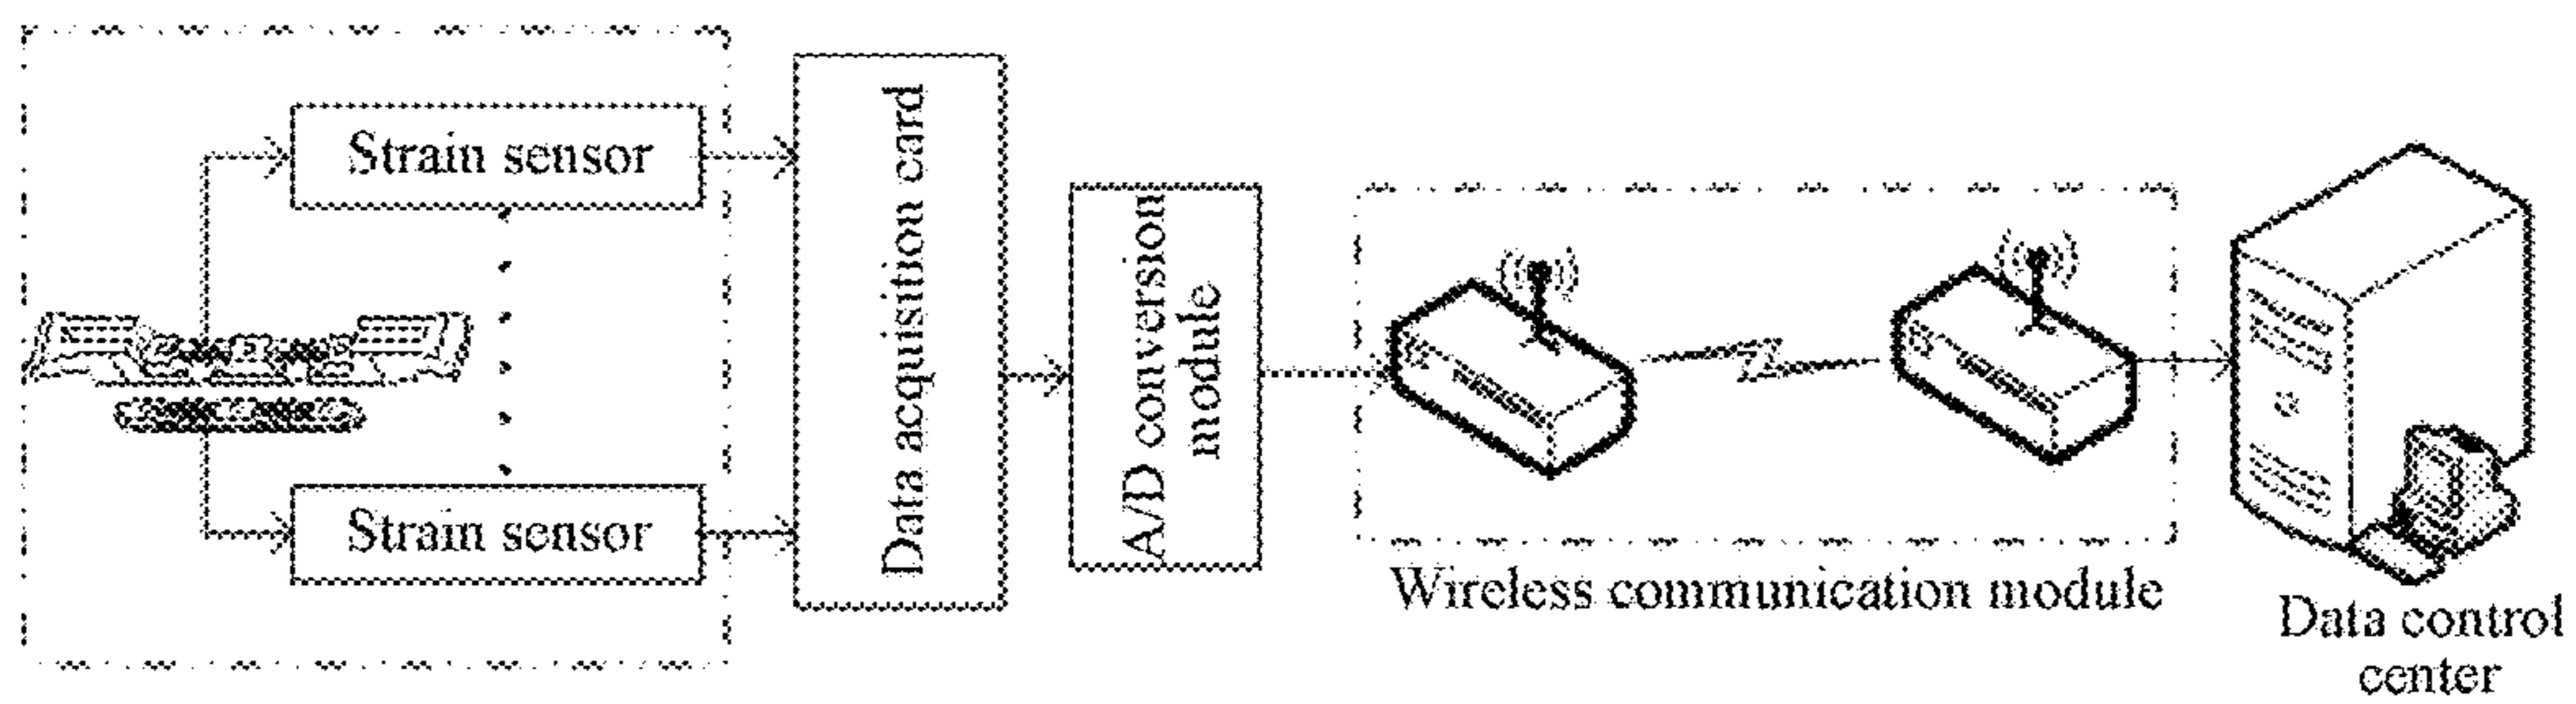 Strain sensor
Strain sensor
Data acquisition card
A/D conversion
module
Wireless communication module
Data control
center